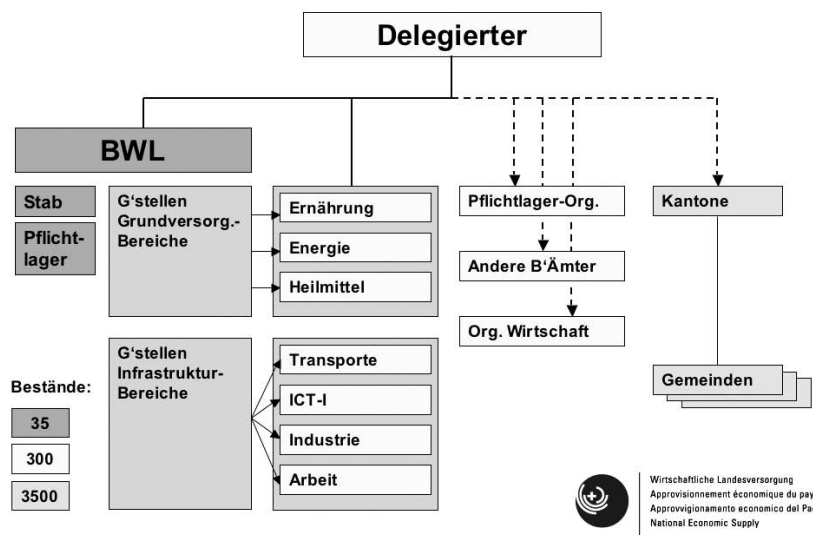 Delegierter
BWL
Stab
Pflicht-
lager
G‘stellen
Grundversorg.-
Bereiche
Ernährung
Energie
Heilmittel
Pflichtlager-Org.
Andere B‘Ämter
Org. Wirtschaft
Kantone
Gemeinden
G‘stellen
Infrastruktur-
Bereiche
Transporte
ICT-I
Industrie
Arbeit
Bestände:
35
300
3500
Wirtschaftliche Landesversorgung
Approvisionnement économique du pay
Approvvigionamento economico del Pae
National Economic Supply